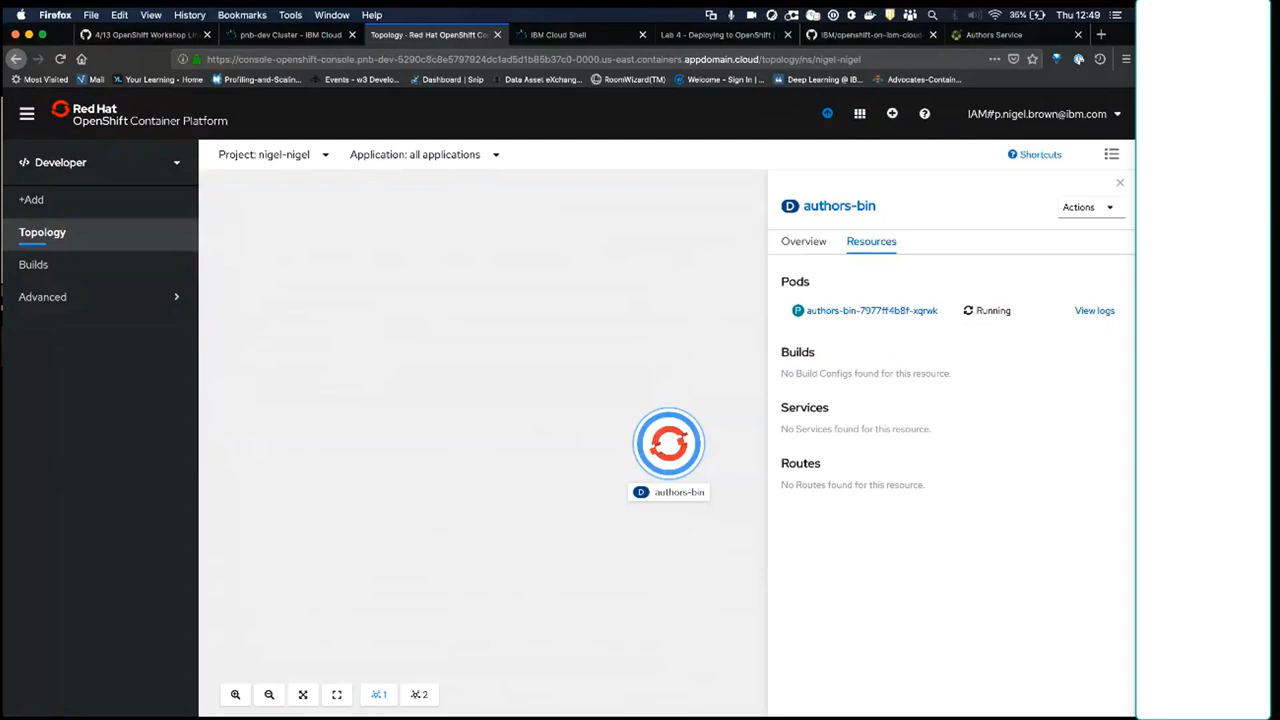 Firefox File Edit View History Bookmarks Tools Window Help 36% Thu 12:49
4/13 OpenShift Workshop Lin pnb-dev Cluster - IBM Cloud Topology · Red Hat OpenShift Co IBM Cloud Shell Lab 4 - Deploying to OpenShift IBM/openshift-on-ibm-cloud- Authors Service
https://console-openshift-console.pnb-dev-5290c8c8e5797924dc1ad5d1b85b37c0-0000.us-east.containers.appdomain.cloud/topology/ns/nigel-nigel
Most Visited Mail Your Learning - Home Profiling-and-Scalin... Events - w3 Develo... Dashboard | Snip Data Asset eXchang... RoomWizard(TM) Welcome - Sign In |... Deep Learning @ IB... Advocates-Contain...
Red Hat
OpenShift Container Platform
IAM#p.nigel.brown@ibm.com
Developer
Project: nigel-nigel Application: all applications Shortcuts
+Add
Topology
Builds
Advanced
D authors-bin
1 2
D authors-bin Actions
Overview Resources
Pods
P authors-bin-7977ff4b8f-xqrwk Running View logs
Builds
No Build Configs found for this resource.
Services
No Services found for this resource.
Routes
No Routes found for this resource.